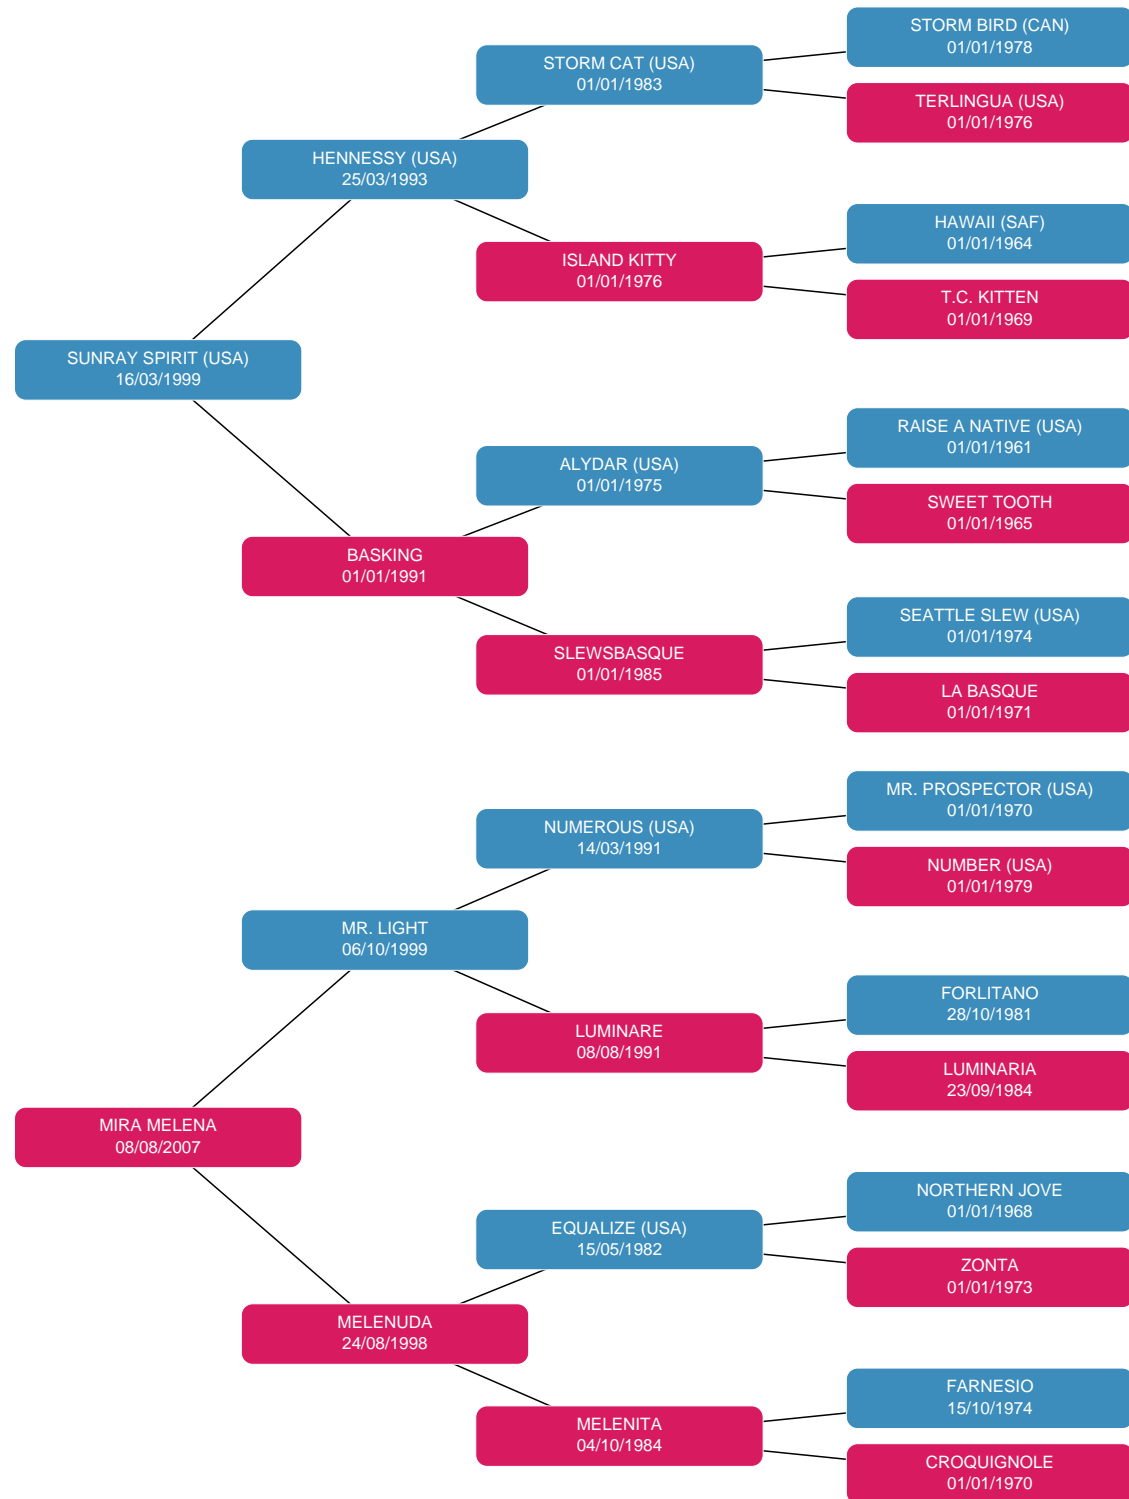 STORM BIRD (CAN)
01/01/1978
STORM CAT (USA)
01/01/1983
TERLINGUA (USA)
01/01/1976
HENNESSY (USA)
25/03/1993
HAWAII (SAF)
01/01/1964
ISLAND KITTY
01/01/1976
T.C. KITTEN
01/01/1969
SUNRAY SPIRIT (USA)
16/03/1999
RAISE A NATIVE (USA)
01/01/1961
ALYDAR (USA)
01/01/1975
SWEET TOOTH
01/01/1965
BASKING
01/01/1991
SEATTLE SLEW (USA)
01/01/1974
SLEWSBASQUE
01/01/1985
LA BASQUE
01/01/1971
MR. PROSPECTOR (USA)
01/01/1970
NUMEROUS (USA)
14/03/1991
NUMBER (USA)
01/01/1979
MR. LIGHT
06/10/1999
FORLITANO
28/10/1981
LUMINARE
08/08/1991
LUMINARIA
23/09/1984
MIRA MELENA
08/08/2007
NORTHERN JOVE
01/01/1968
EQUALIZE (USA)
15/05/1982
ZONTA
01/01/1973
MELENUDA
24/08/1998
FARNESIO
15/10/1974
MELENITA
04/10/1984
CROQUIGNOLE
01/01/1970